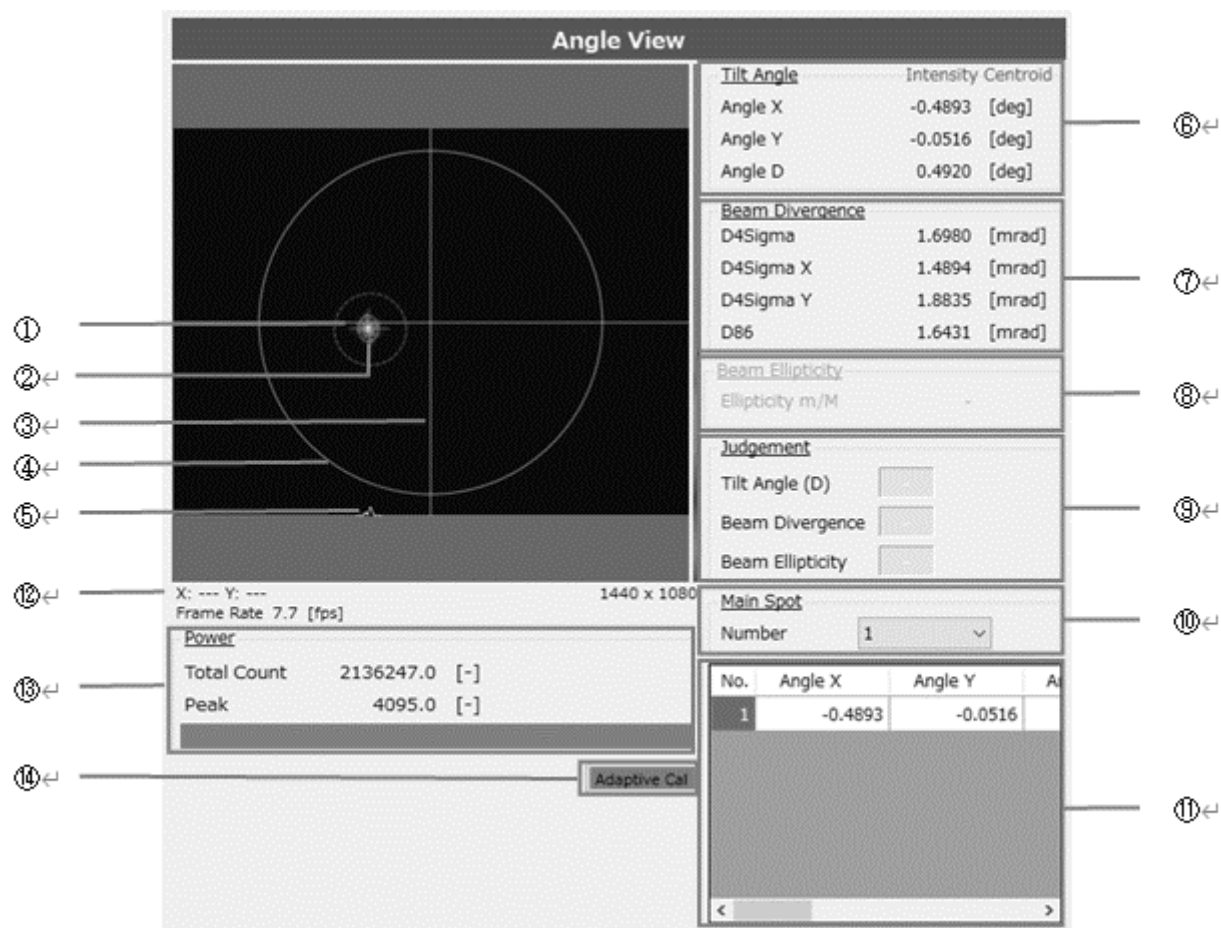 Angle View
Tilt Angle Intensity Centroid
Angle X -0.4893 [deg]
Angle Y -0.0516 [deg]
Angle D 0.4920 [deg]
⑥↵
Beam Divergence
D4Sigma 1.6980 [mrad]
D4Sigma X 1.4894 [mrad]
D4Sigma Y 1.8835 [mrad]
D86 1.6431 [mrad]
⑦↵
①
②↵
③↵
④↵
⑤↵
Beam Ellipticity
Ellipticity m/M -
⑧↵
Judgement
Tilt Angle (D)
Beam Divergence
Beam Ellipticity
⑨↵
⑫↵
X: --- Y: --- 1440 x 1080
Frame Rate 7.7 [fps]
Main Spot
Number 1
⑩↵
Power
Total Count 2136247.0 [-]
Peak 4095.0 [-]
⑬↵
No. Angle X Angle Y A
1 -0.4893 -0.0516
⑭↵
Adaptive Cal
⑪↵